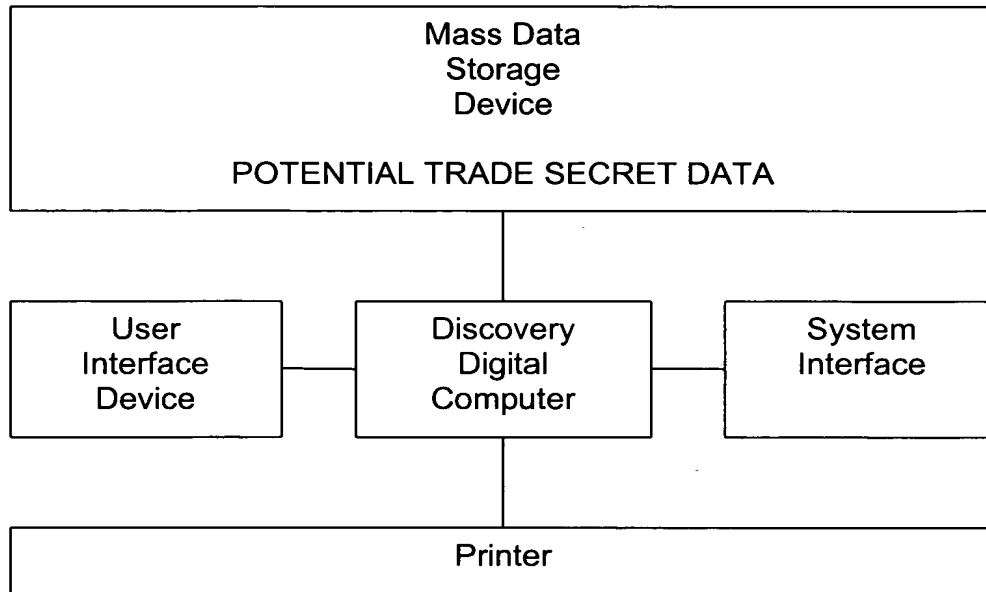 Mass Data
Storage
Device
POTENTIAL TRADE SECRET DATA
User
Interface
Device
Discovery
Digital
Computer
System
Interface
Printer